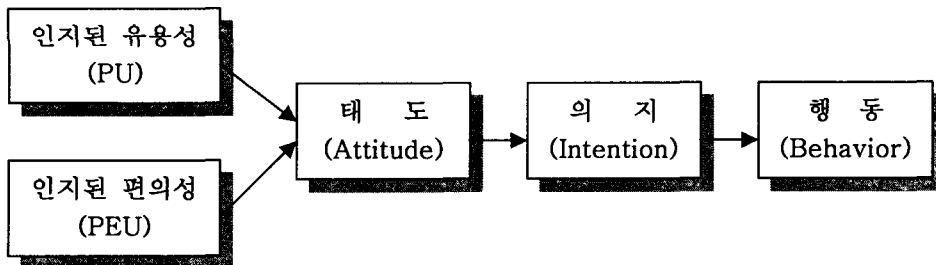 인지된 유용성
(PU)
인지된 편의성
(PEU)
태 도
(Attitude)
의 지
(Intention)
행 동
(Behavior)